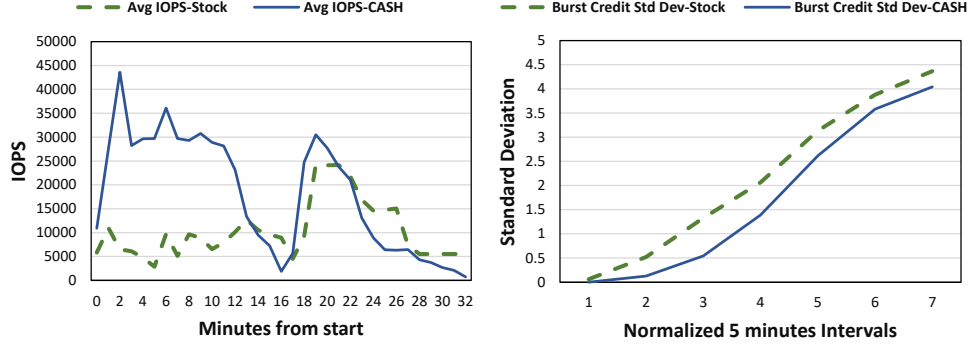 Avg IOPS-Stock Avg IOPS-CASH
50000
45000
40000
35000
30000
25000
20000
15000
10000
5000
0
IOPS
0 2 4 6 8 10 12 14 16 18 20 22 24 26 28 30 32
Minutes from start
Burst Credit Std Dev-Stock Burst Credit Std Dev-CASH
5
4.5
4
3.5
3
2.5
2
1.5
1
0.5
0
Standard Deviation
1 2 3 4 5 6 7
Normalized 5 minutes Intervals